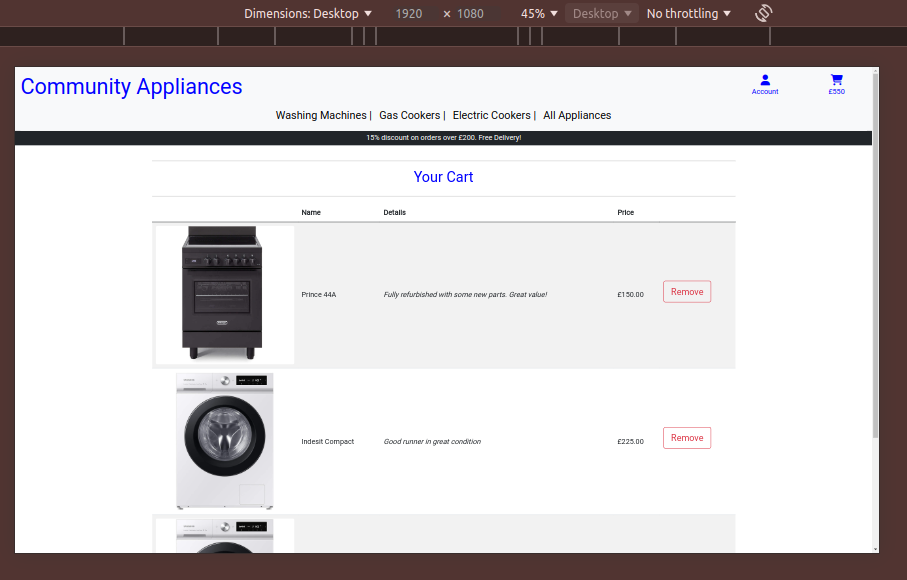 Dimensions: Desktop 1920 × 1080 45% Desktop No throttling
Community Appliances
Account
£550
Washing Machines | Gas Cookers | Electric Cookers | All Appliances
15% discount on orders over £200. Free Delivery!
Your Cart
Name Details Price
Prince 44A Fully refurbished with some new parts. Great value! £150.00 Remove
Indesit Compact Good runner in great condition £225.00 Remove